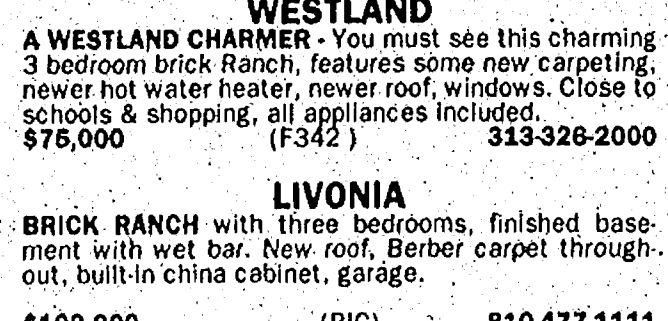 WESTLAND
A WESTLAND CHARMER - You must see this charming
3 bedroom brick Ranch, features some new carpeting,
newer hot water heater, newer roof, windows. Close to
schools & shopping, all appliances included.
$75,000 (F342 ) 313-326-2000
LIVONIA
BRICK RANCH with three bedrooms, finished base-
ment with wet bar. New roof, Berber carpet through-
out, built-in china cabinet, garage.
810-477-1111